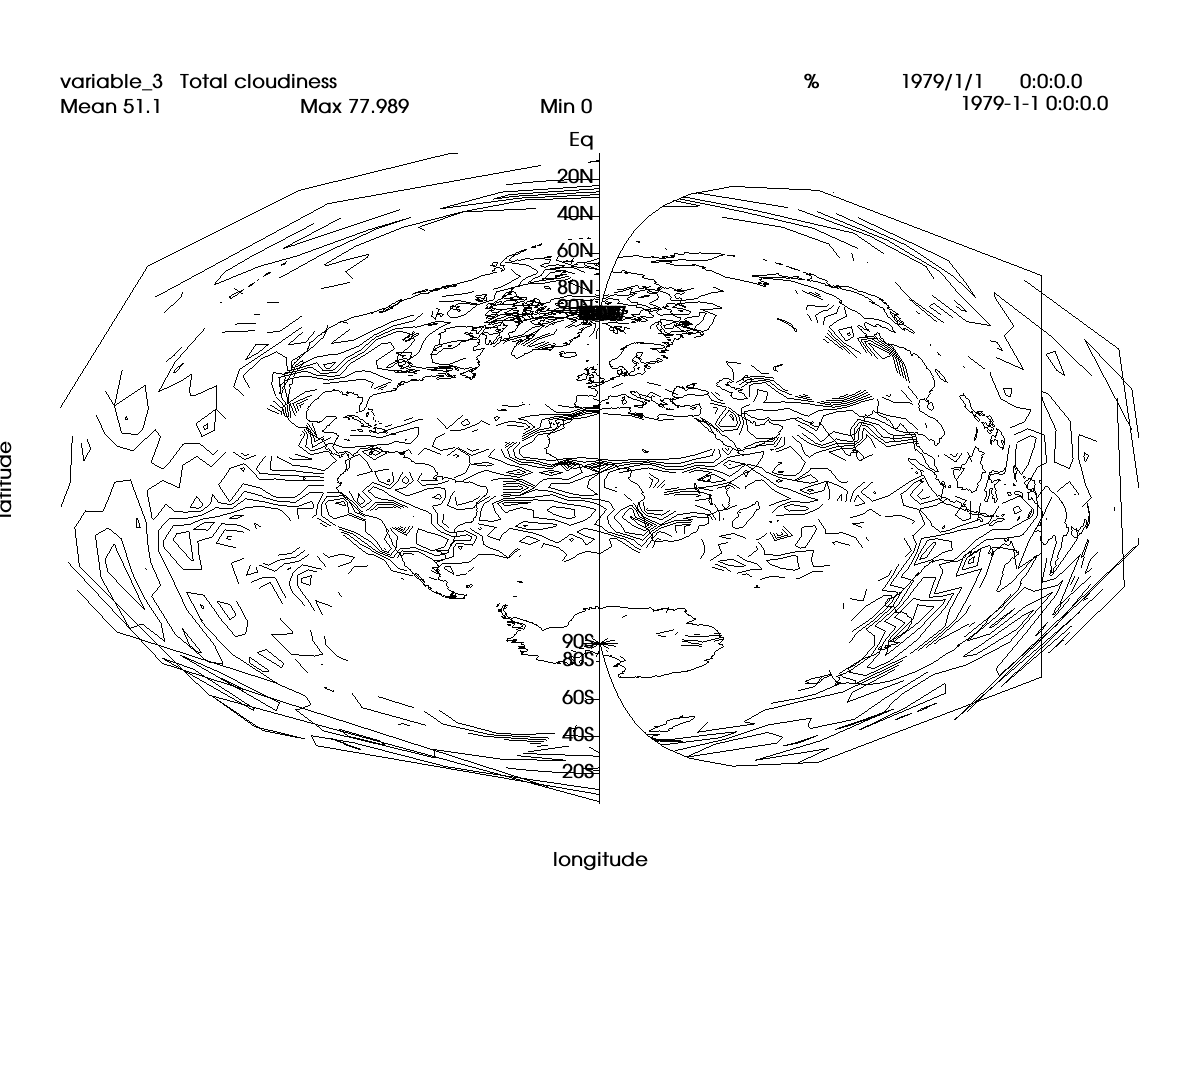 variable_3 Total cloudiness % 1979/1/1 0:0:0.0
Mean 51.1 Max 77.989 Min 0 1979-1-1 0:0:0.0
Eq
20N
40N
60N
80N
90N
latitude
90S
80S
60S
40S
20S
longitude